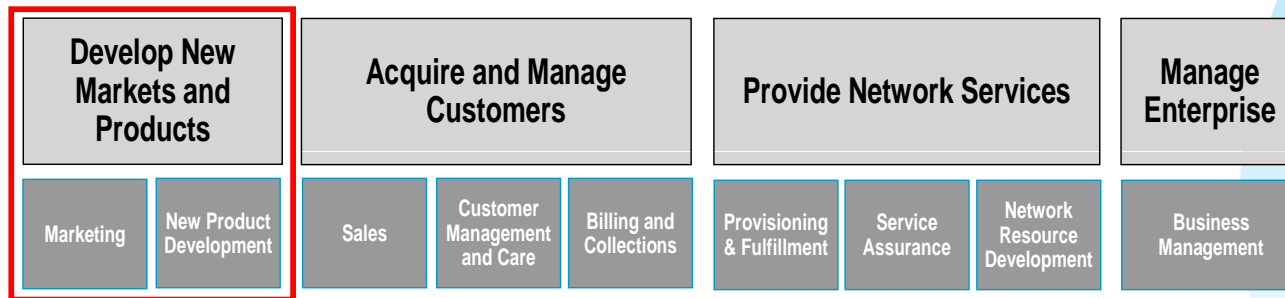 Develop New
Markets and
Products
Acquire and Manage
Customers
Provide Network Services
Manage
Enterprise
Marketing
New Product
Development
Sales
Customer
Management
and Care
Billing and
Collections
Provisioning
& Fulfillment
Service
Assurance
Network
Resource
Development
Business
Management